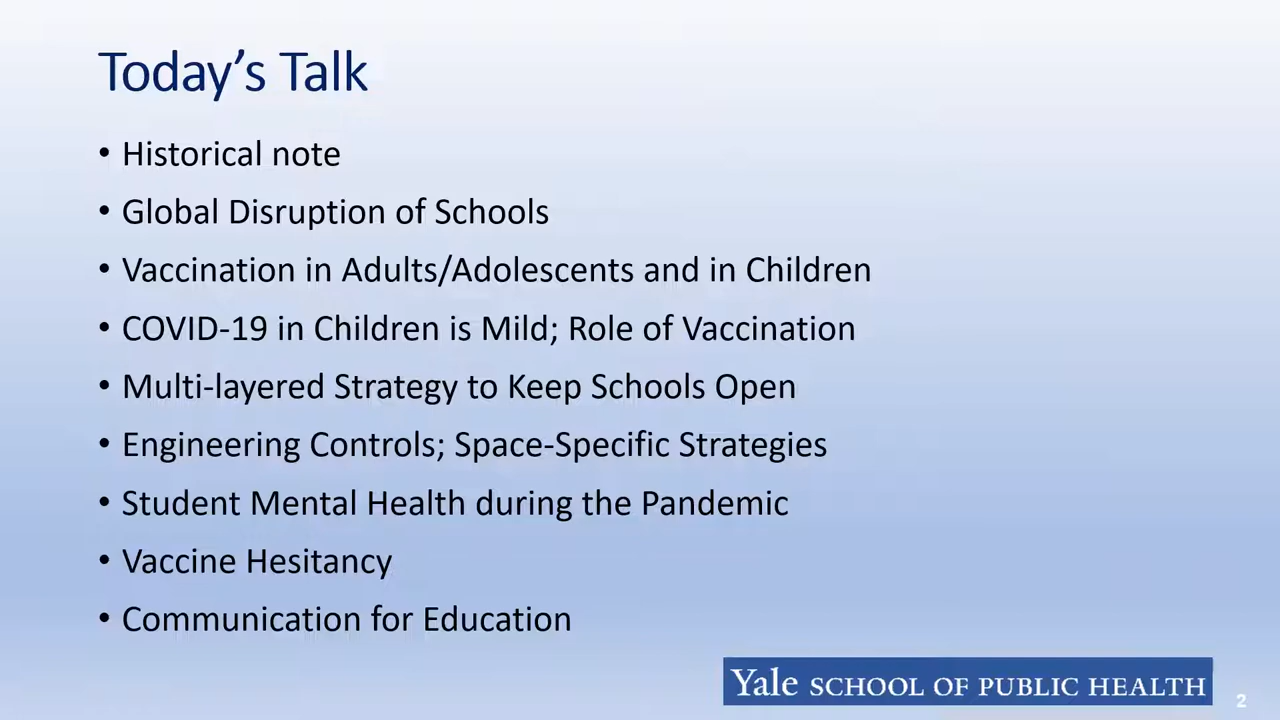 Today’s Talk
• Historical note
• Global Disruption of Schools
• Vaccination in Adults/Adolescents and in Children
• COVID-19 in Children is Mild; Role of Vaccination
• Multi-layered Strategy to Keep Schools Open
• Engineering Controls; Space-Specific Strategies
• Student Mental Health during the Pandemic
• Vaccine Hesitancy
• Communication for Education
Yale SCHOOL OF PUBLIC HEALTH
2